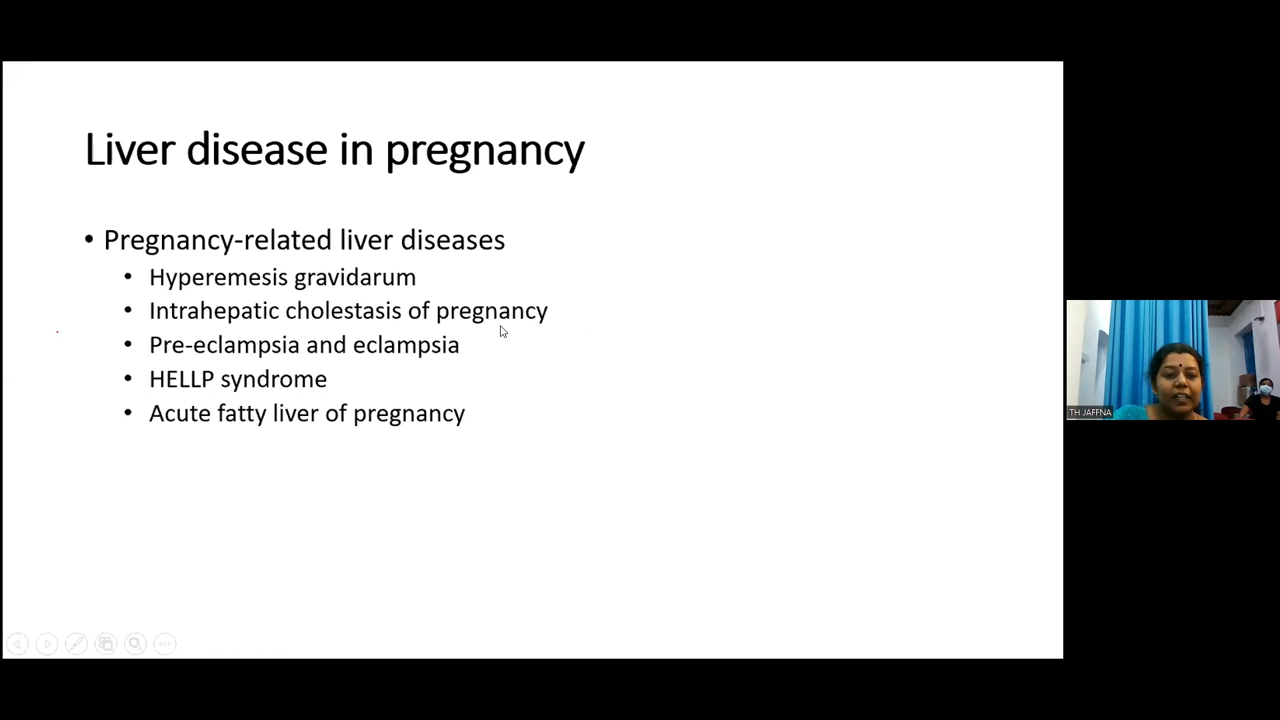 Liver disease in pregnancy
• Pregnancy-related liver diseases
• Hyperemesis gravidarum
• Intrahepatic cholestasis of pregnancy
• Pre-eclampsia and eclampsia
• HELLP syndrome
• Acute fatty liver of pregnancy
TH JAFFNA